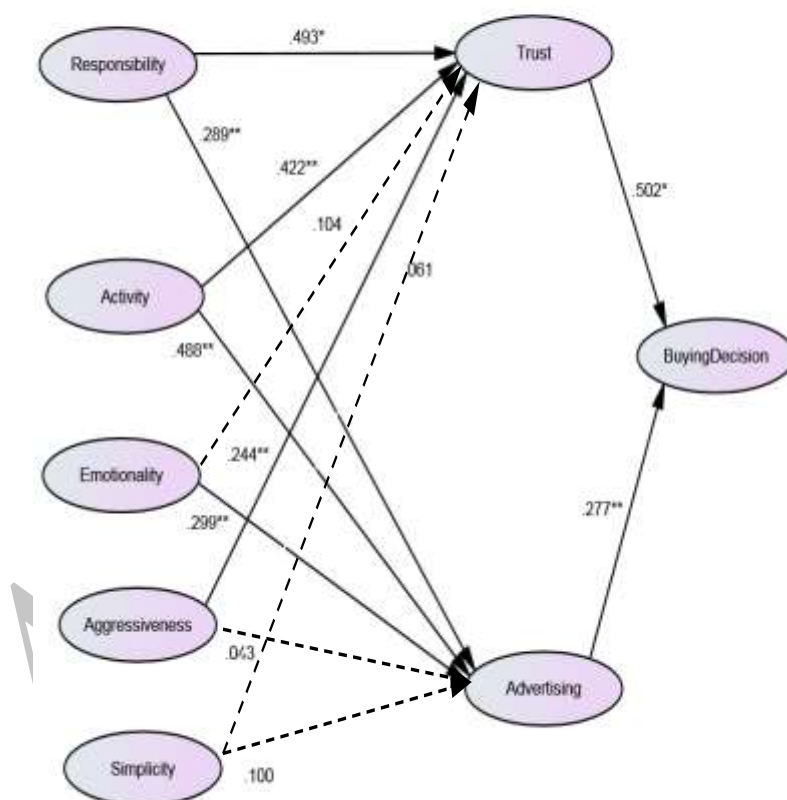 Responsibility
.493*
Trust
.289**
.422**
.104
.502*
.061
Activity
.488**
BuyingDecision
.244**
Emotionality
.299**
.277**
Aggressiveness
.043
Advertising
Simplicity
.100